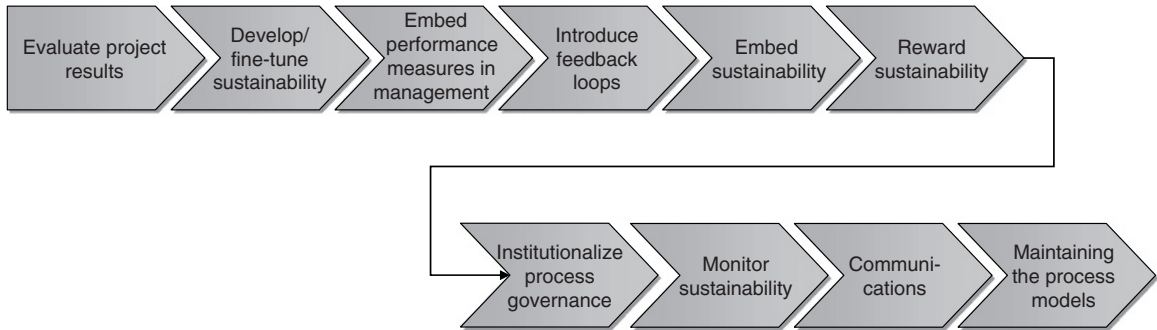 Evaluate project
results
Develop/
fine-tune
sustainability
Embed
performance
measures in
management
Introduce
feedback
loops
Embed
sustainability
Reward
sustainability
Institutionalize
process
governance
Monitor
sustainability
Communi-
cations
Maintaining
the process
models